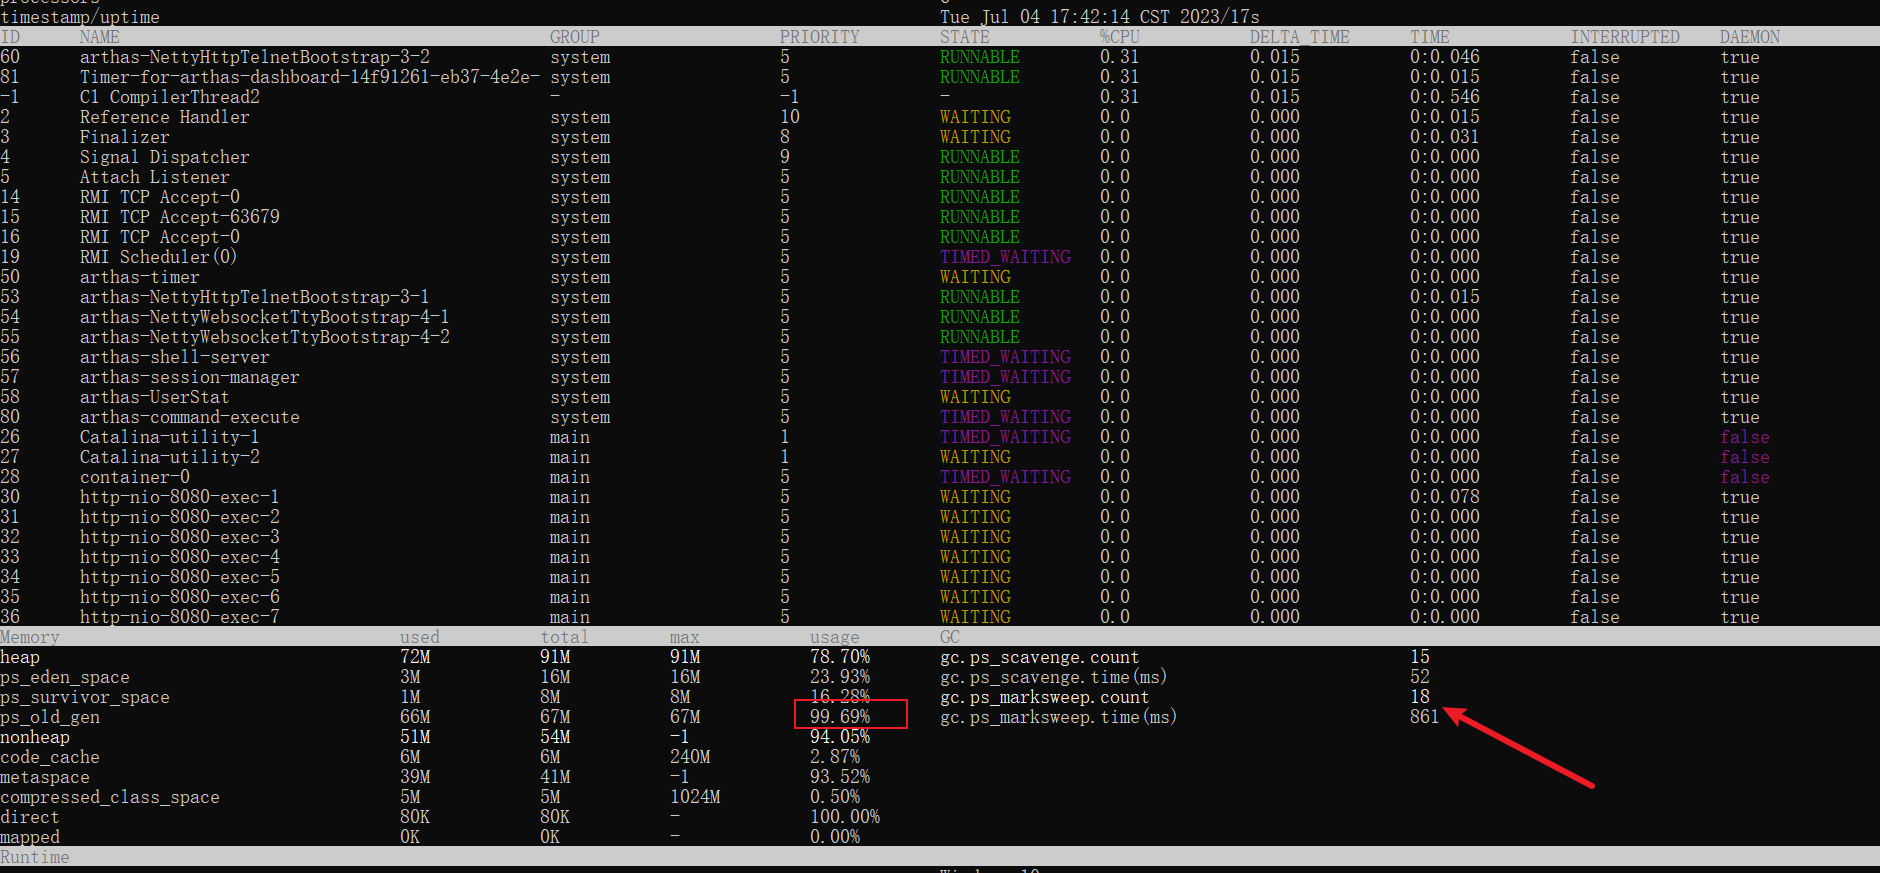 processors
timestamp/uptime Tue Jul 04 17:42:14 CST 2023/17s
ID NAME GROUP PRIORITY STATE %CPU DELTA_TIME TIME INTERRUPTED DAEMON
60 arthas-NettyHttpTelnetBootstrap-3-2 system 5 RUNNABLE 0.31 0.015 0:0.046 false true
81 Timer-for-arthas-dashboard-14f91261-eb37-4e2e- system 5 RUNNABLE 0.31 0.015 0:0.015 false true
-1 C1 CompilerThread2 - -1 - 0.31 0.015 0:0.546 false true
2 Reference Handler system 10 WAITING 0.0 0.000 0:0.015 false true
3 Finalizer system 8 WAITING 0.0 0.000 0:0.031 false true
4 Signal Dispatcher system 9 RUNNABLE 0.0 0.000 0:0.000 false true
5 Attach Listener system 5 RUNNABLE 0.0 0.000 0:0.000 false true
14 RMI TCP Accept-0 system 5 RUNNABLE 0.0 0.000 0:0.000 false true
15 RMI TCP Accept-63679 system 5 RUNNABLE 0.0 0.000 0:0.000 false true
16 RMI TCP Accept-0 system 5 RUNNABLE 0.0 0.000 0:0.000 false true
19 RMI Scheduler(0) system 5 TIMED_WAITING 0.0 0.000 0:0.000 false true
50 arthas-timer system 5 WAITING 0.0 0.000 0:0.000 false true
53 arthas-NettyHttpTelnetBootstrap-3-1 system 5 RUNNABLE 0.0 0.000 0:0.015 false true
54 arthas-NettyWebsocketTtyBootstrap-4-1 system 5 RUNNABLE 0.0 0.000 0:0.000 false true
55 arthas-NettyWebsocketTtyBootstrap-4-2 system 5 RUNNABLE 0.0 0.000 0:0.000 false true
56 arthas-shell-server system 5 TIMED_WAITING 0.0 0.000 0:0.000 false true
57 arthas-session-manager system 5 TIMED_WAITING 0.0 0.000 0:0.000 false true
58 arthas-UserStat system 5 WAITING 0.0 0.000 0:0.000 false true
80 arthas-command-execute system 5 TIMED_WAITING 0.0 0.000 0:0.000 false true
26 Catalina-utility-1 main 1 TIMED_WAITING 0.0 0.000 0:0.000 false false
27 Catalina-utility-2 main 1 WAITING 0.0 0.000 0:0.000 false false
28 container-0 main 5 TIMED_WAITING 0.0 0.000 0:0.000 false false
30 http-nio-8080-exec-1 main 5 WAITING 0.0 0.000 0:0.078 false true
31 http-nio-8080-exec-2 main 5 WAITING 0.0 0.000 0:0.000 false true
32 http-nio-8080-exec-3 main 5 WAITING 0.0 0.000 0:0.000 false true
33 http-nio-8080-exec-4 main 5 WAITING 0.0 0.000 0:0.000 false true
34 http-nio-8080-exec-5 main 5 WAITING 0.0 0.000 0:0.000 false true
35 http-nio-8080-exec-6 main 5 WAITING 0.0 0.000 0:0.000 false true
36 http-nio-8080-exec-7 main 5 WAITING 0.0 0.000 0:0.000 false true
Memory used total max usage GC
heap 72M 91M 91M 78.70% gc.ps_scavenge.count 15
ps_eden_space 3M 16M 16M 23.93% gc.ps_scavenge.time(ms) 52
ps_survivor_space 1M 8M 8M 16.28% gc.ps_marksweep.count 18
ps_old_gen 66M 67M 67M 99.69% gc.ps_marksweep.time(ms) 861
nonheap 51M 54M -1 94.05%
code_cache 6M 6M 240M 2.87%
metaspace 39M 41M -1 93.52%
compressed_class_space 5M 5M 1024M 0.50%
direct 80K 80K - 100.00%
mapped 0K 0K - 0.00%
Runtime